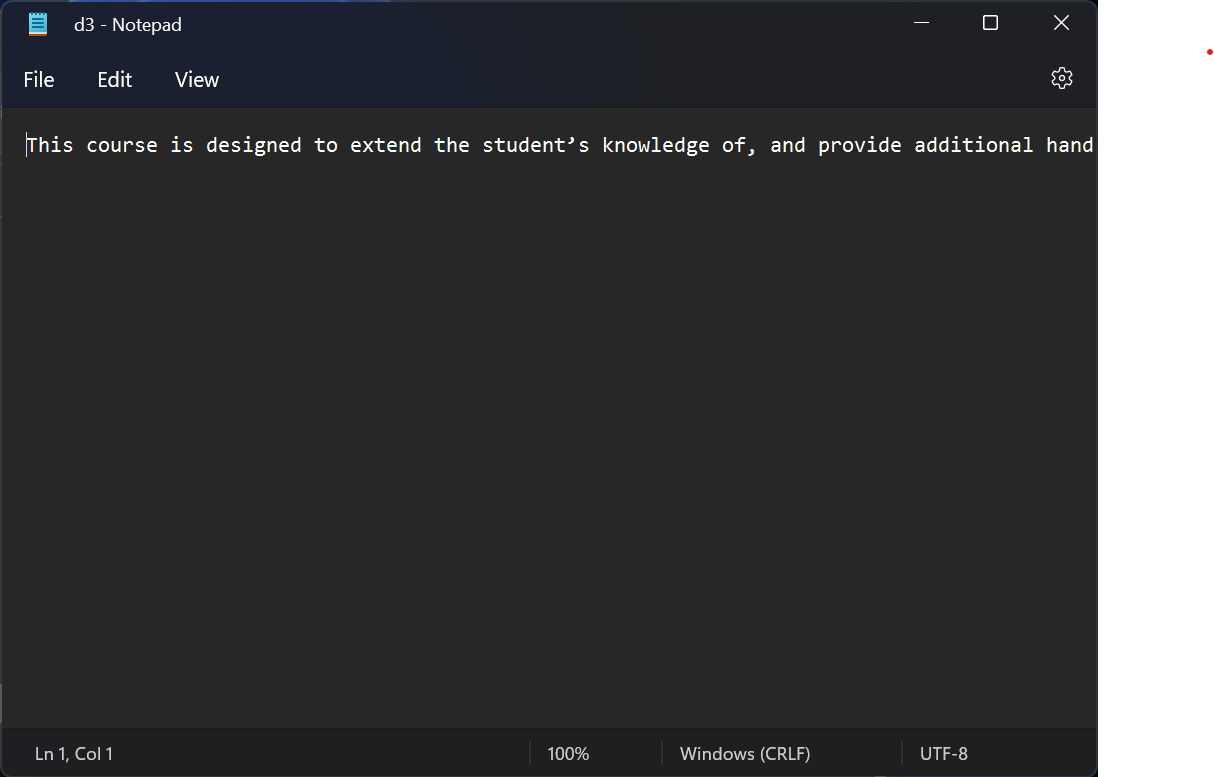 d3 - Notepad
File Edit View
This course is designed to extend the student’s knowledge of, and provide additional hand
Ln 1, Col 1 100% Windows (CRLF) UTF-8